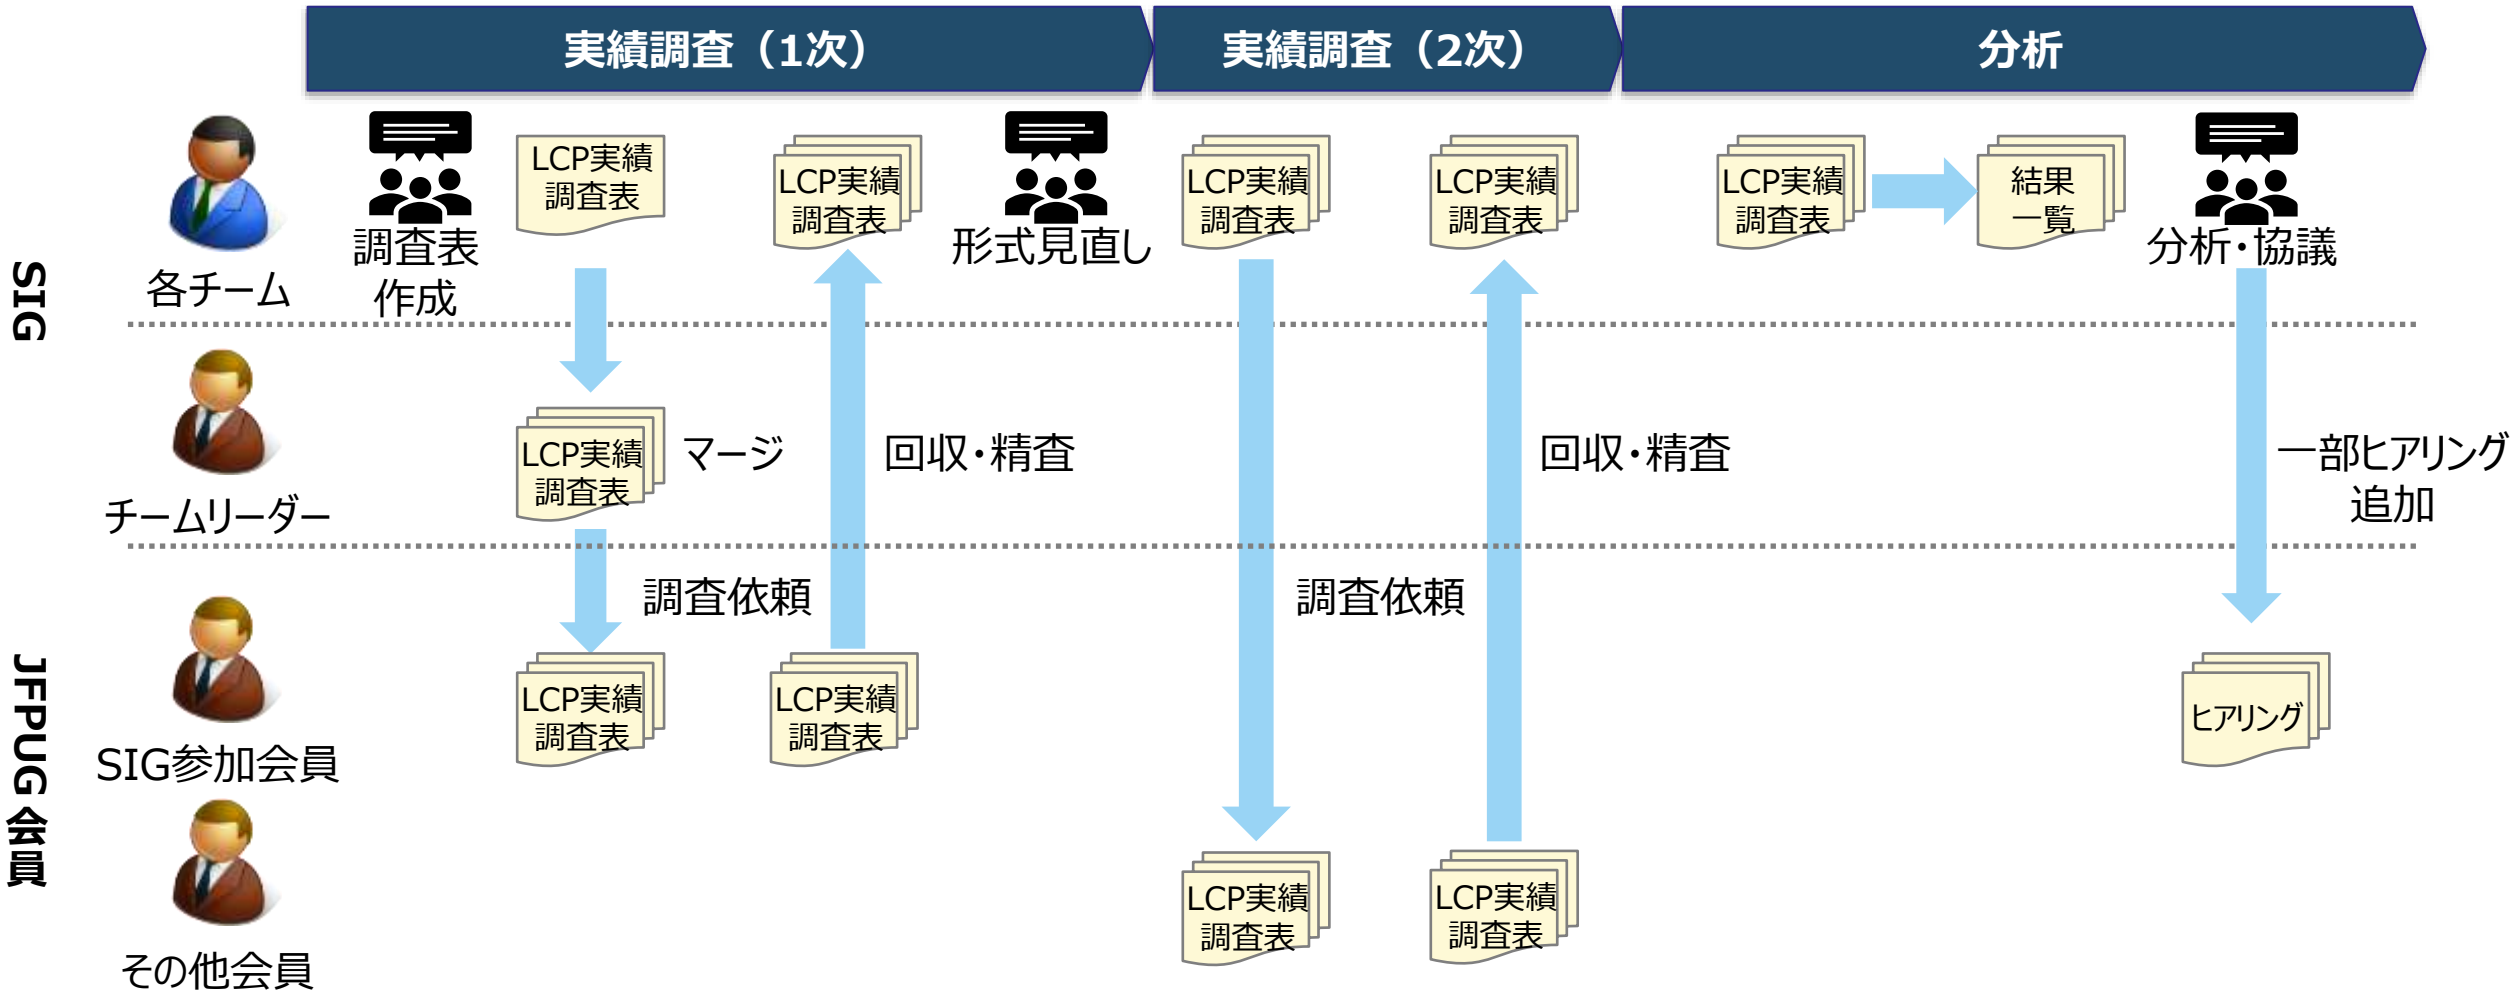 実績調査（1次）
実績調査（2次）
分析
SIG
各チーム
調査表
作成
LCP実績
調査表
LCP実績
調査表
形式見直し
LCP実績
調査表
LCP実績
調査表
LCP実績
調査表
結果
一覧
分析・協議
チームリーダー
LCP実績
調査表
マージ
回収・精査
回収・精査
一部ヒアリング
追加
JFPUG会員
調査依頼
調査依頼
SIG参加会員
LCP実績
調査表
LCP実績
調査表
ヒアリング
その他会員
LCP実績
調査表
LCP実績
調査表